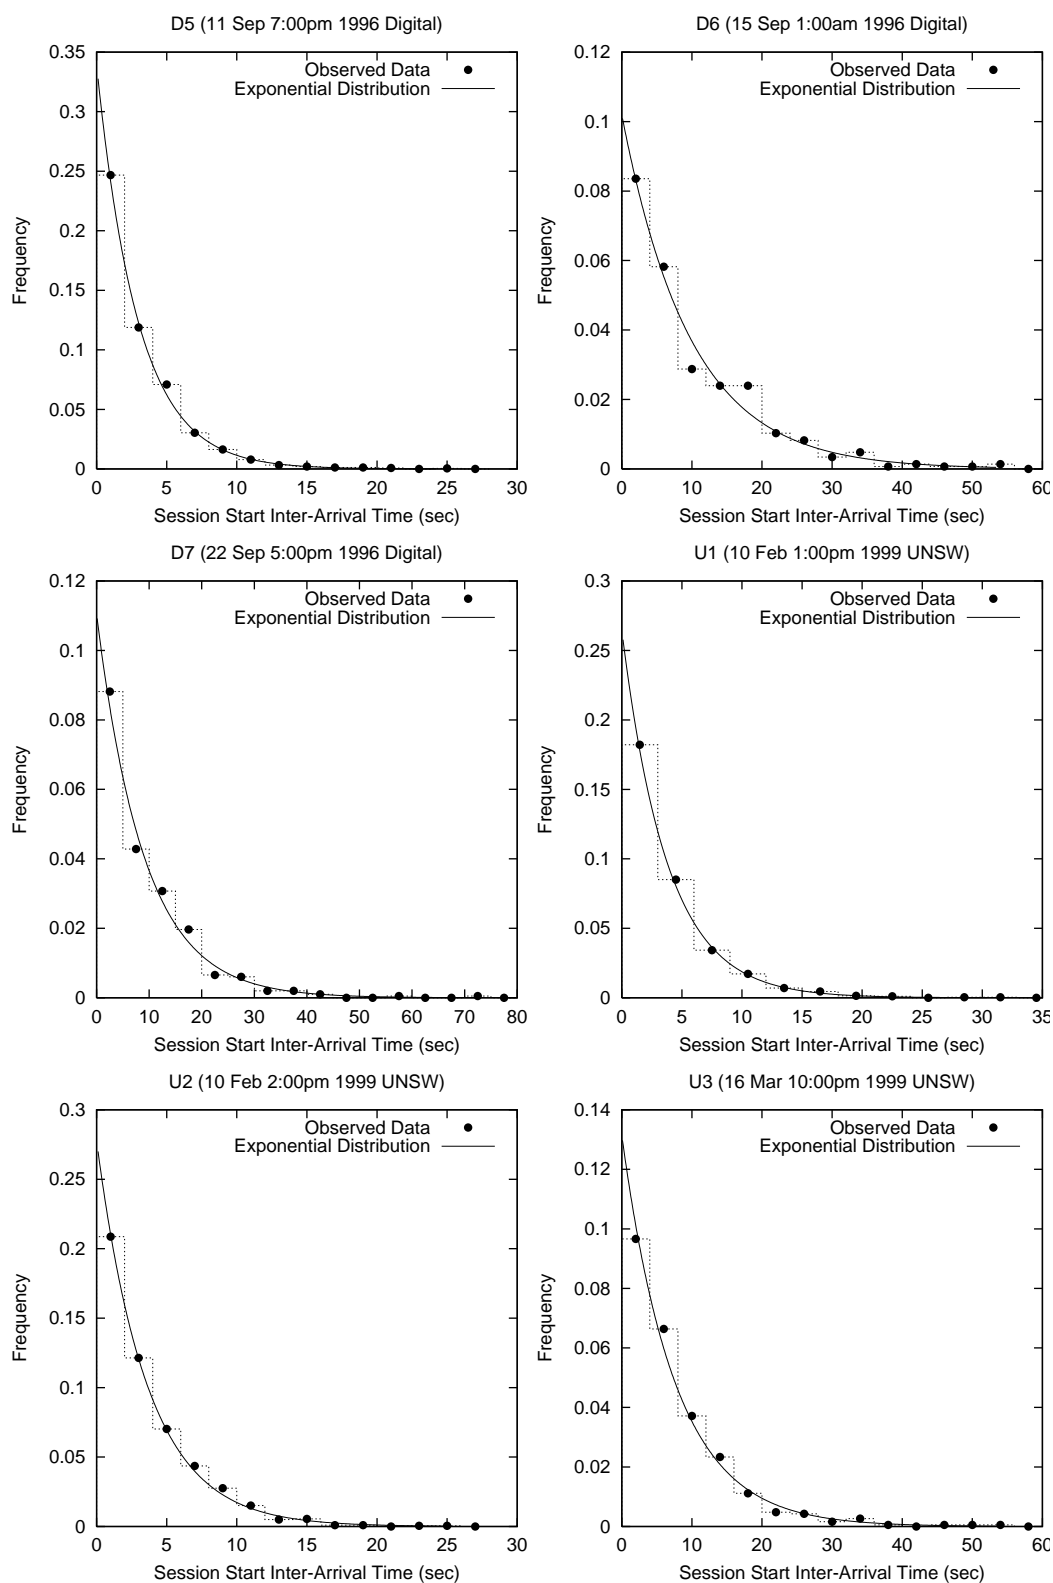 D5 (11 Sep 7:00pm 1996 Digital)
0.35
0.3
0.25
0.2
0.15
0.1
0.05
0
Frequency
Observed Data
Exponential Distribution
0 5 10 15 20 25 30
Session Start Inter-Arrival Time (sec)
D6 (15 Sep 1:00am 1996 Digital)
0.12
0.1
0.08
0.06
0.04
0.02
0
Frequency
Observed Data
Exponential Distribution
0 10 20 30 40 50 60
Session Start Inter-Arrival Time (sec)
D7 (22 Sep 5:00pm 1996 Digital)
0.12
0.1
0.08
0.06
0.04
0.02
0
Frequency
Observed Data
Exponential Distribution
0 10 20 30 40 50 60 70 80
Session Start Inter-Arrival Time (sec)
U1 (10 Feb 1:00pm 1999 UNSW)
0.3
0.25
0.2
0.15
0.1
0.05
0
Frequency
Observed Data
Exponential Distribution
0 5 10 15 20 25 30 35
Session Start Inter-Arrival Time (sec)
U2 (10 Feb 2:00pm 1999 UNSW)
0.3
0.25
0.2
0.15
0.1
0.05
0
Frequency
Observed Data
Exponential Distribution
0 5 10 15 20 25 30
Session Start Inter-Arrival Time (sec)
U3 (16 Mar 10:00pm 1999 UNSW)
0.14
0.12
0.1
0.08
0.06
0.04
0.02
0
Frequency
Observed Data
Exponential Distribution
0 10 20 30 40 50 60
Session Start Inter-Arrival Time (sec)